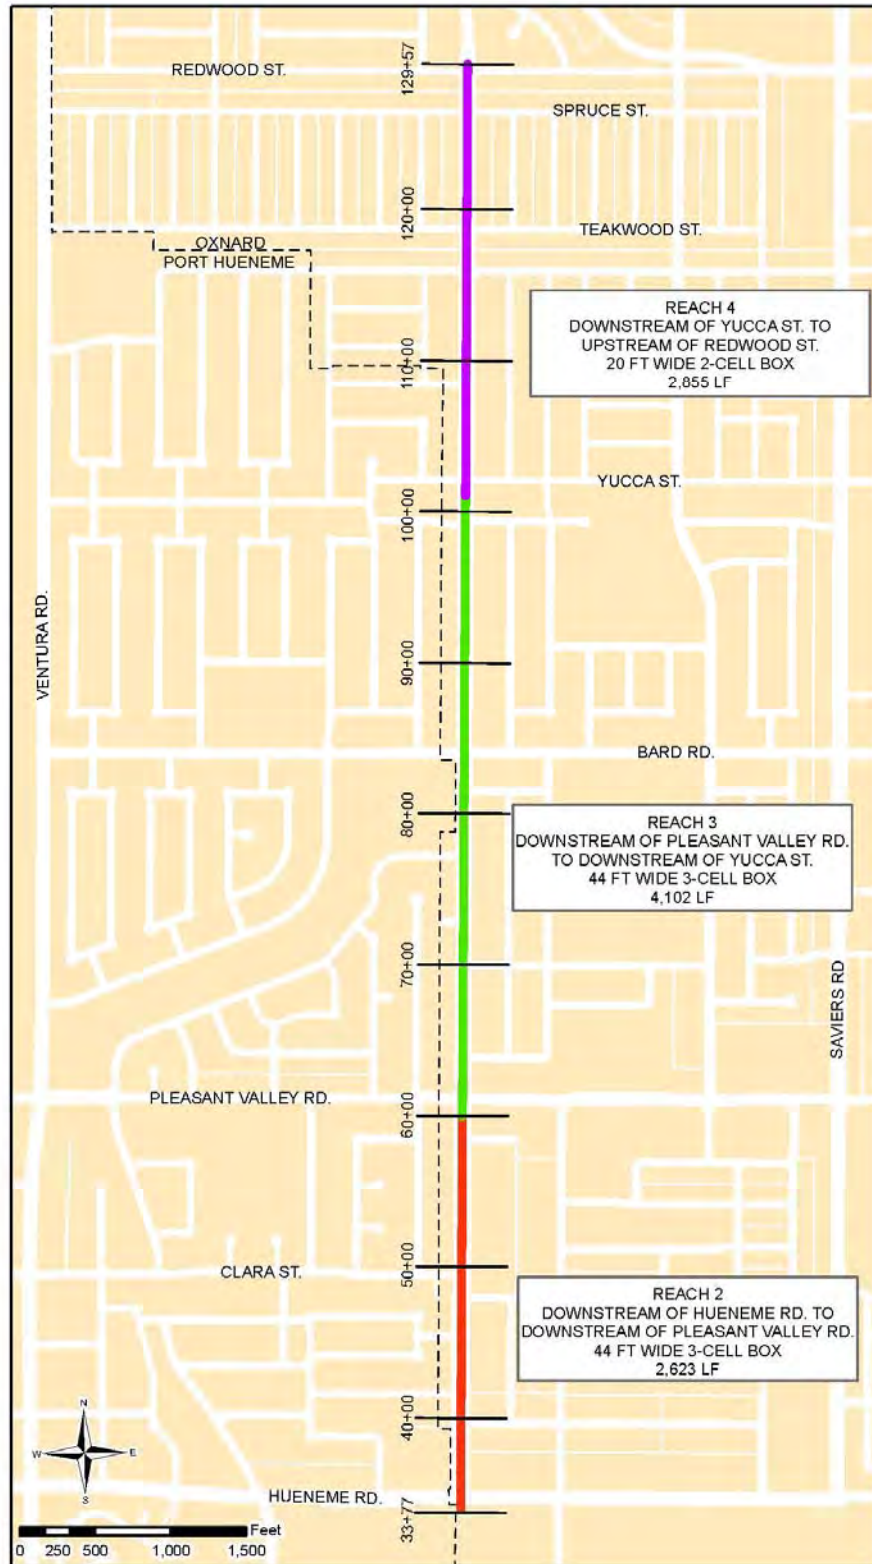 REDWOOD ST.
129+57
SPRUCE ST.
120+00
TEAKWOOD ST.
OXNARD
PORT HUENEME
REACH 4
DOWNSTREAM OF YUCCA ST. TO
UPSTREAM OF REDWOOD ST.
20 FT WIDE 2-CELL BOX
2,855 LF
110+00
YUCCA ST.
100+00
VENTURA RD.
90+00
BARD RD.
80+00
REACH 3
DOWNSTREAM OF PLEASANT VALLEY RD.
TO DOWNSTREAM OF YUCCA ST.
44 FT WIDE 3-CELL BOX
4,102 LF
70+00
SAVIERS RD
PLEASANT VALLEY RD.
60+00
50+00
CLARA ST.
REACH 2
DOWNSTREAM OF HUENEME RD. TO
DOWNSTREAM OF PLEASANT VALLEY RD.
44 FT WIDE 3-CELL BOX
2,623 LF
40+00
N
W
E
S
HUENEME RD.
33+77
Feet
0 250 500 1,000 1,500